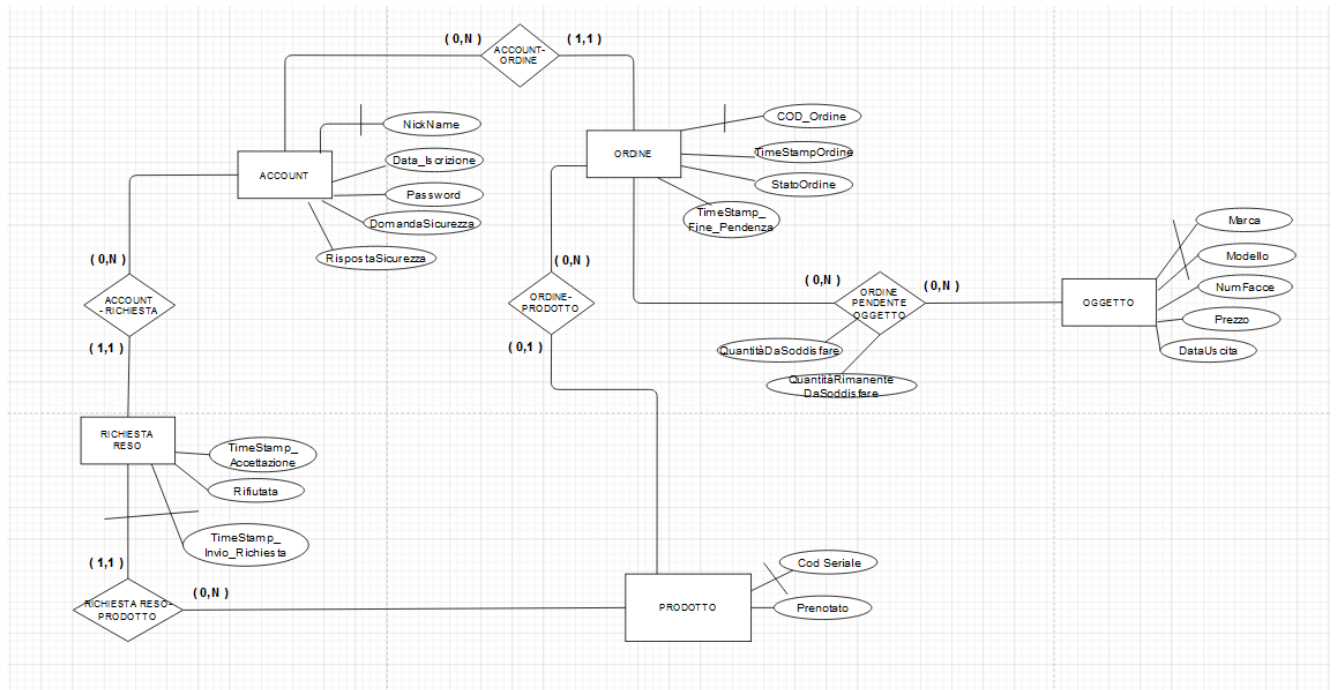 ( 0,N )
ACCOUNT-
ORDINE
( 1,1 )
NickName
Data_Iscrizione
Password
DomandaSicurezza
RispostaSicurezza
ACCOUNT
ORDINE
COD_Ordine
TimeStampOrdine
StatoOrdine
TimeStamp_
Fine_Pendenza
( 0,N )
ACCOUNT
-RICHIESTA
( 1,1 )
( 0,N )
ORDINE-
PRODOTTO
( 0,1 )
( 0,N )
ORDINE
PENDENTE
OGGETTO
( 0,N )
QuantitàDaSoddisfare
QuantitàRimanente
DaSoddisfare
OGGETTO
Marca
Modello
NumFacce
Prezzo
DataUscita
RICHIESTA
RESO
TimeStamp_
Accettazione
Rifiutata
TimeStamp_
Invio_Richiesta
( 1,1 )
RICHIESTA RESO-
PRODOTTO
( 0,N )
PRODOTTO
Cod Seriale
Prenotato